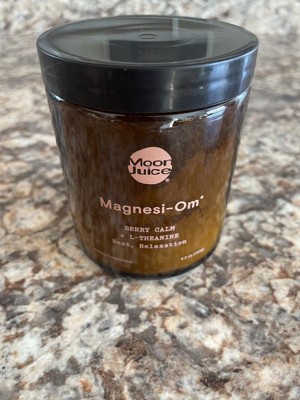 Moon
Juice®
Magnesi-Om®
BERRY CALM
+ L-THEANINE
Rest, Relaxation